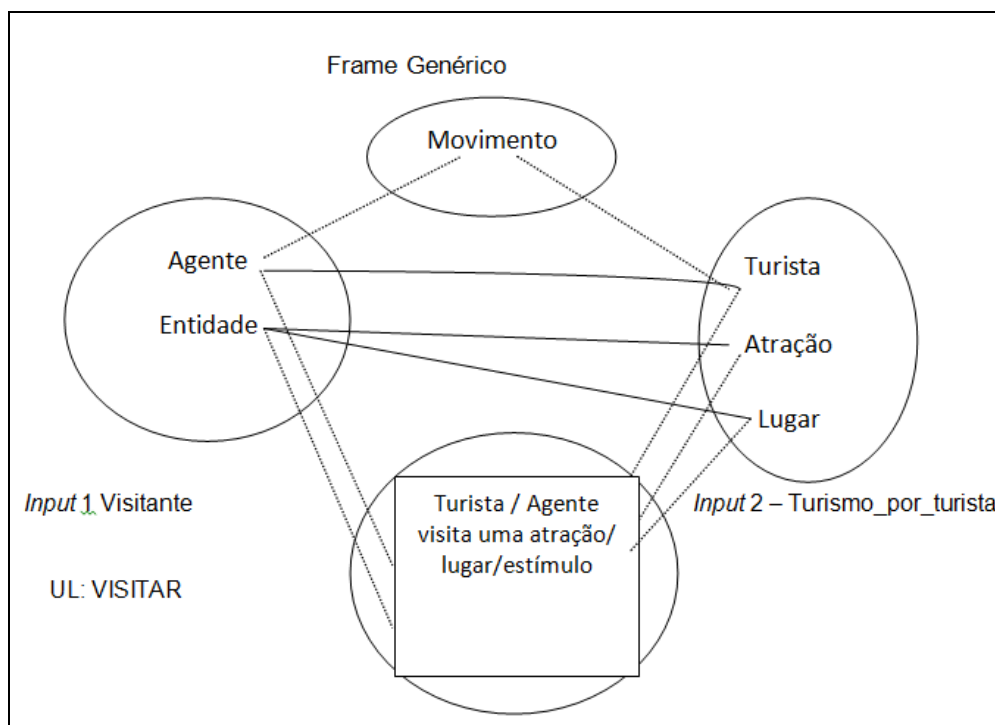 Frame Genérico
Movimento
Agente
Entidade
Turista
Atração
Lugar
Input 1 Visitante
Input 2 – Turismo_por_turista
Turista / Agente
visita uma atração/
lugar/estímulo
UL: VISITAR